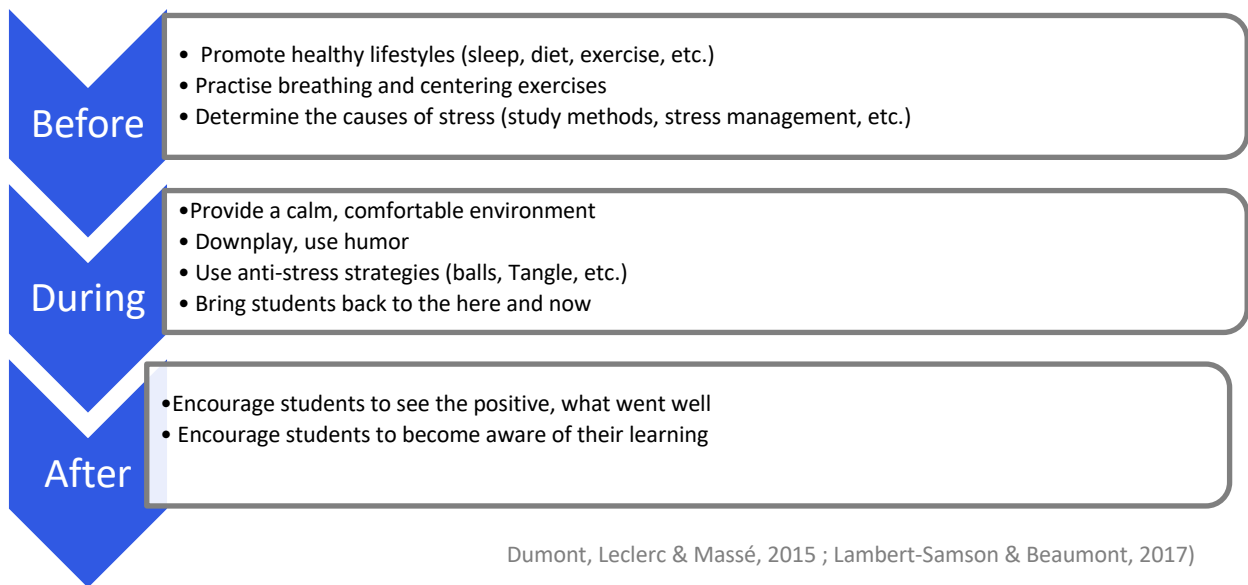 Before
• Promote healthy lifestyles (sleep, diet, exercise, etc.)
• Practise breathing and centering exercises
• Determine the causes of stress (study methods, stress management, etc.)
During
•Provide a calm, comfortable environment
• Downplay, use humor
• Use anti-stress strategies (balls, Tangle, etc.)
• Bring students back to the here and now
After
•Encourage students to see the positive, what went well
• Encourage students to become aware of their learning
Dumont, Leclerc & Massé, 2015 ; Lambert-Samson & Beaumont, 2017)